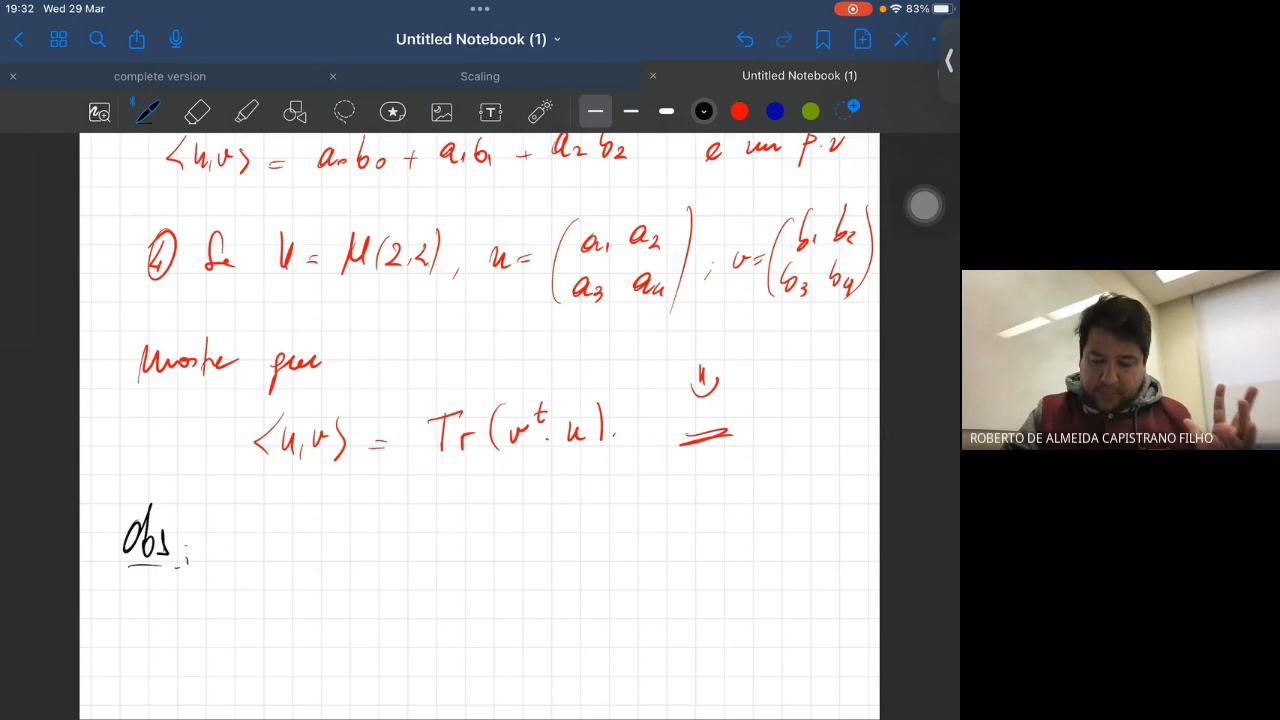 19:32 Wed 29 Mar
83%
Untitled Notebook (1)
complete version
Scaling
Untitled Notebook (1)
<u,v> = a0b0 + a1b1 + a2b2 é um p.v
④ Se V = M(2,2), u = (a1 a2 ; v = (b1 b2
a3 a4) b3 b4)
Mostre que
<u,v> = Tr(v^t . u).
Obs:
ROBERTO DE ALMEIDA CAPISTRANO FILHO